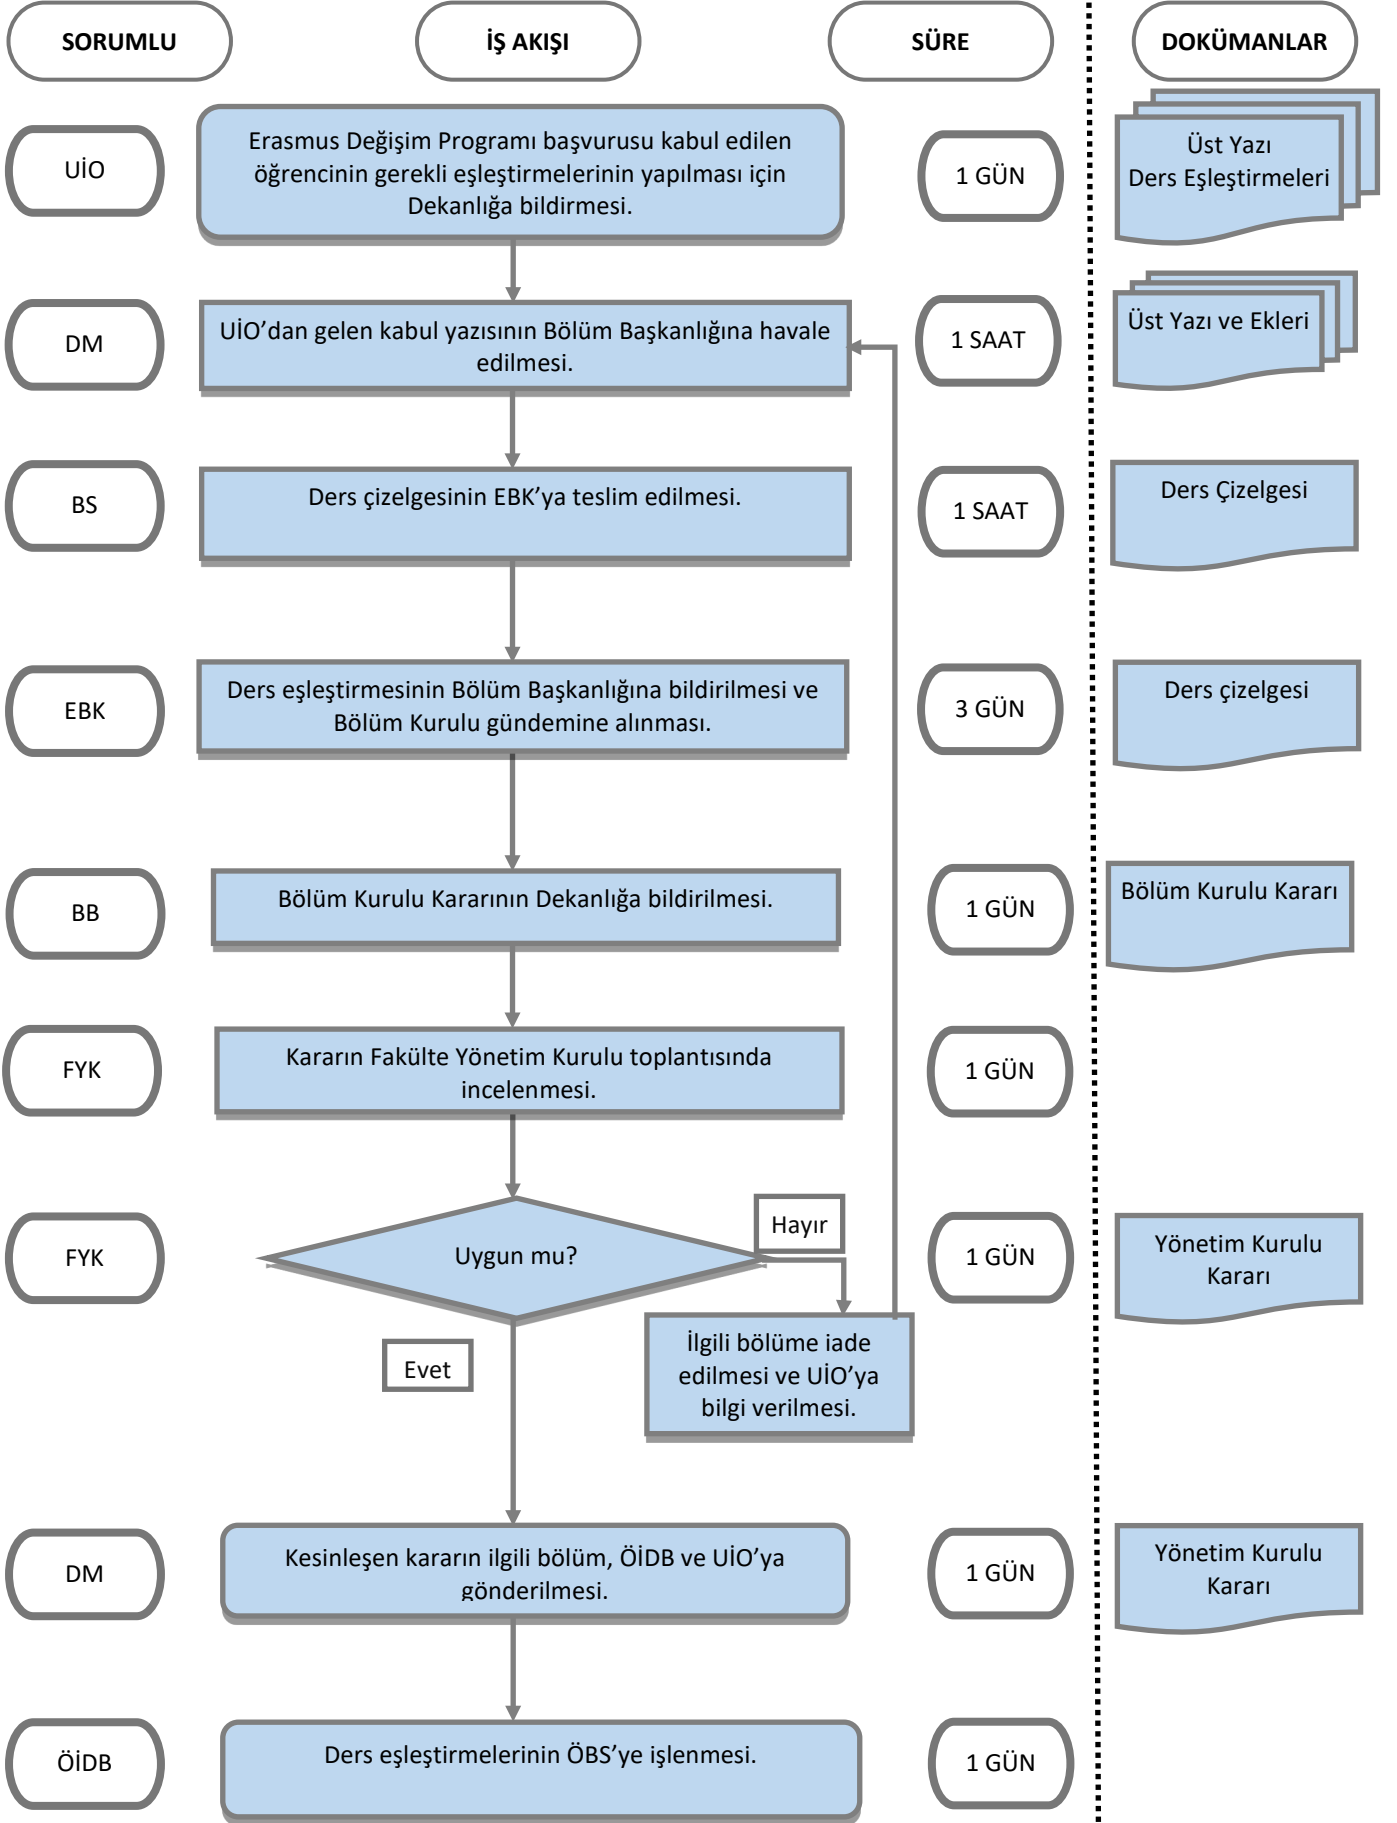 SORUMLU
İŞ AKIŞI
SÜRE
DOKÜMANLAR
UİO
Erasmus Değişim Programı başvurusu kabul edilen
öğrencinin gerekli eşleştirmelerinin yapılması için
Dekanlığa bildirmesi.
1 GÜN
Üst Yazı
Ders Eşleştirmeleri
DM
UİO’dan gelen kabul yazısının Bölüm Başkanlığına havale
edilmesi.
1 SAAT
Üst Yazı ve Ekleri
BS
Ders çizelgesinin EBK’ya teslim edilmesi.
1 SAAT
Ders Çizelgesi
EBK
Ders eşleştirmesinin Bölüm Başkanlığına bildirilmesi ve
Bölüm Kurulu gündemine alınması.
3 GÜN
Ders çizelgesi
BB
Bölüm Kurulu Kararının Dekanlığa bildirilmesi.
1 GÜN
Bölüm Kurulu Kararı
FYK
Kararın Fakülte Yönetim Kurulu toplantısında
incelenmesi.
1 GÜN
FYK
Uygun mu?
Hayır
1 GÜN
Yönetim Kurulu
Kararı
Evet
İlgili bölüme iade
edilmesi ve UİO’ya
bilgi verilmesi.
DM
Kesinleşen kararın ilgili bölüm, ÖİDB ve UİO’ya
gönderilmesi.
1 GÜN
Yönetim Kurulu
Kararı
ÖİDB
Ders eşleştirmelerinin ÖBS’ye işlenmesi.
1 GÜN